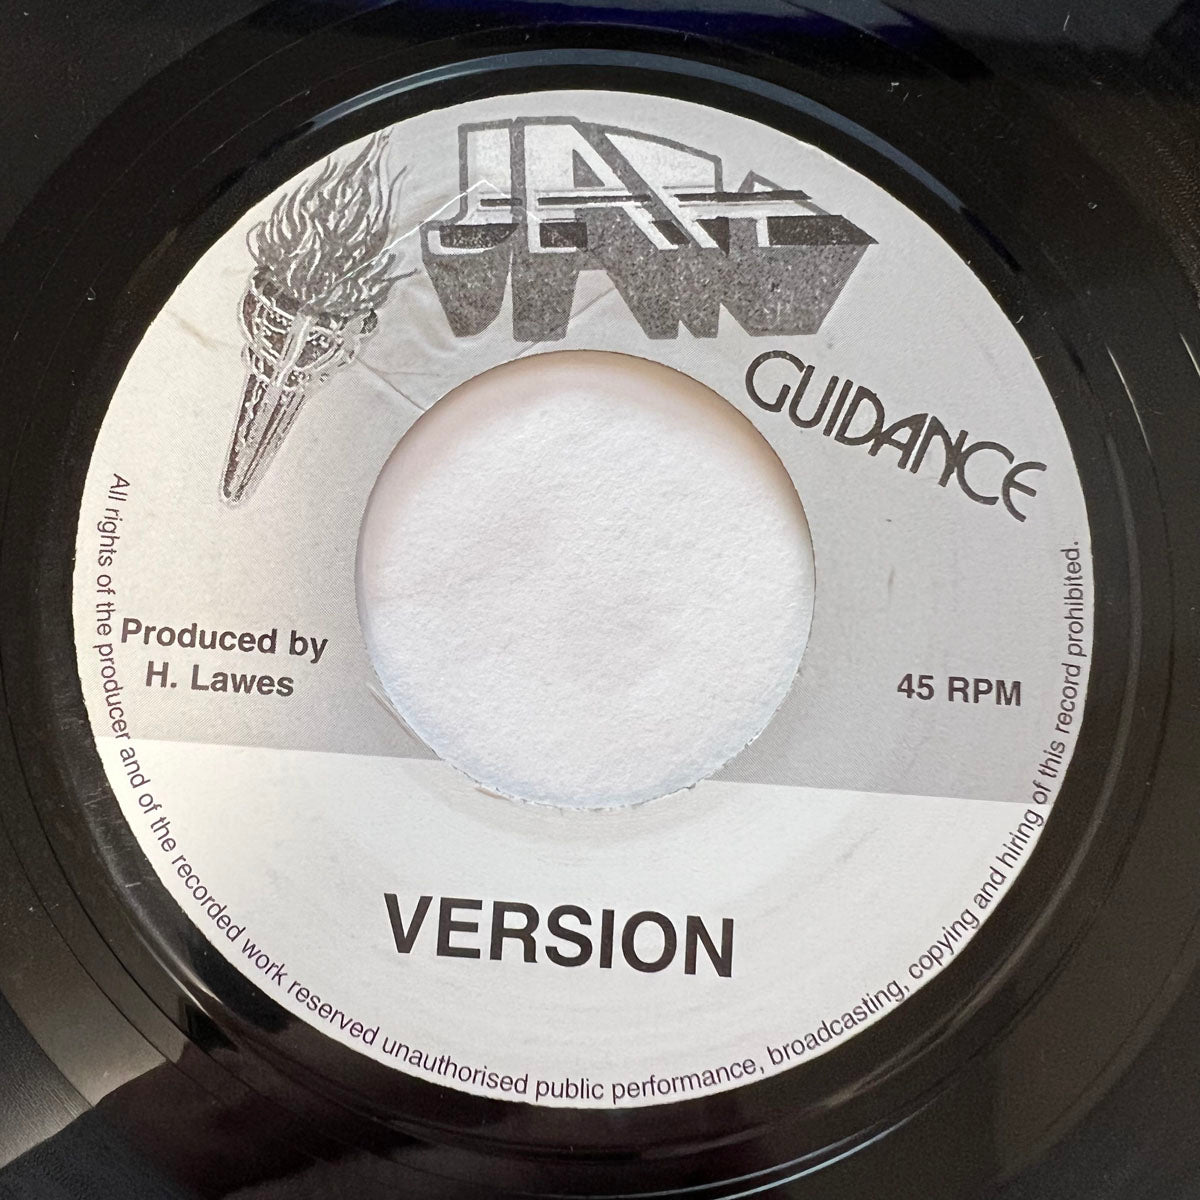 JAH
GUIDANCE
Produced by
H. Lawes
45 RPM
VERSION
All rights of the producer and of the recorded work reserved unauthorised public performance, broadcasting, copying and hiring of this record prohibited.